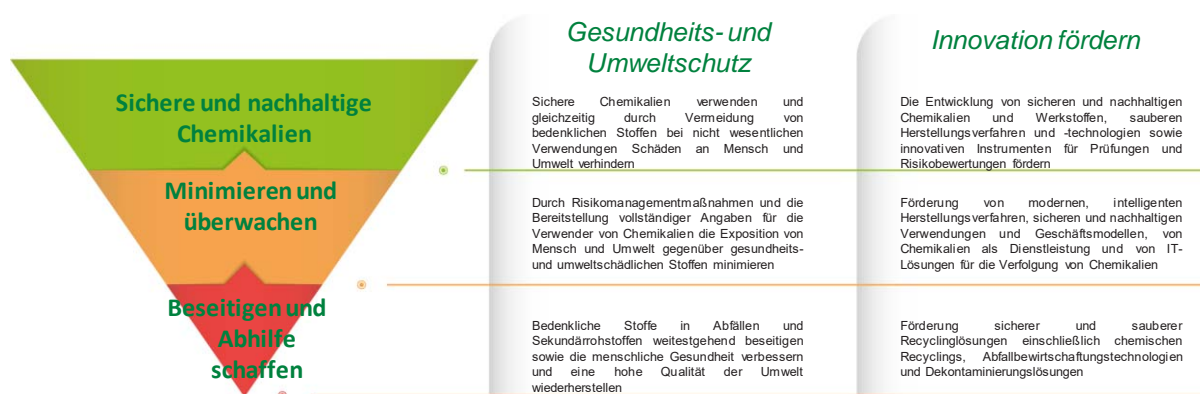 Sichere und nachhaltige
Chemikalien
Minimieren und
überwachen
Beseitigen und
Abhilfe
schaffen
Gesundheits- und
Umweltschutz
Sichere Chemikalien verwenden und
gleichzeitig durch Vermeidung von
bedenklichen Stoffen bei nicht wesentlichen
Verwendungen Schäden an Mensch und
Umwelt verhindern
Durch Risikomanagementmaßnahmen und die
Bereitstellung vollständiger Angaben für die
Verwender von Chemikalien die Exposition von
Mensch und Umwelt gegenüber gesundheits-
und umweltschädlichen Stoffen minimieren
Bedenkliche Stoffe in Abfällen und
Sekundärrohstoffen weitestgehend beseitigen
sowie die menschliche Gesundheit verbessern
und eine hohe Qualität der Umwelt
wiederherstellen
Innovation fördern
Die Entwicklung von sicheren und nachhaltigen
Chemikalien und Werkstoffen, sauberen
Herstellungsverfahren und -technologien sowie
innovativen Instrumenten für Prüfungen und
Risikobewertungen fördern
Förderung von modernen, intelligenten
Herstellungsverfahren, sicheren und nachhaltigen
Verwendungen und Geschäftsmodellen, von
Chemikalien als Dienstleistung und von IT-
Lösungen für die Verfolgung von Chemikalien
Förderung sicherer und sauberer
Recyclinglösungen einschließlich chemischen
Recyclings, Abfallbewirtschaftungstechnologien
und Dekontaminierungslösungen